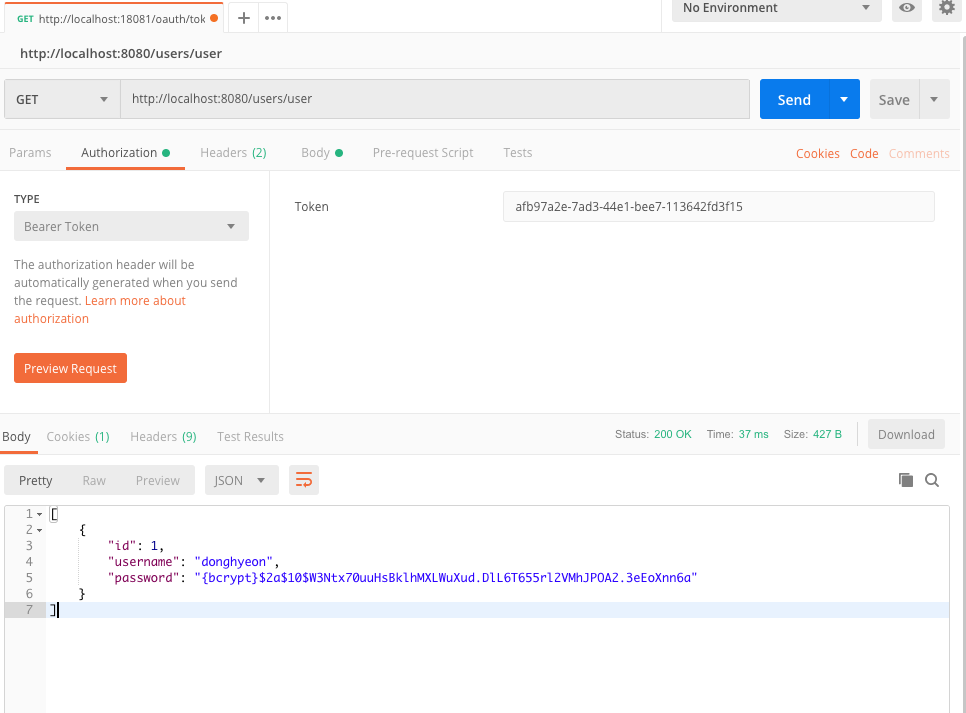 GET http://localhost:18081/oauth/tok
No Environment
http://localhost:8080/users/user
GET http://localhost:8080/users/user Send Save
Params Authorization Headers (2) Body Pre-request Script Tests Cookies Code Comments
TYPE
Bearer Token
Token afb97a2e-7ad3-44e1-bee7-113642fd3f15
The authorization header will be
automatically generated when you send
the request. Learn more about
authorization
Preview Request
Body Cookies (1) Headers (9) Test Results Status: 200 OK Time: 37 ms Size: 427 B Download
Pretty Raw Preview JSON
1 [
2 {
3 "id": 1,
4 "username": "donghyeon",
5 "password": "{bcrypt}$2a$10$W3Ntx70uuHsBklhMXLWuXud.DlL6T655rl2VMhJPOA2.3eEoXnn6a"
6 }
7 ]